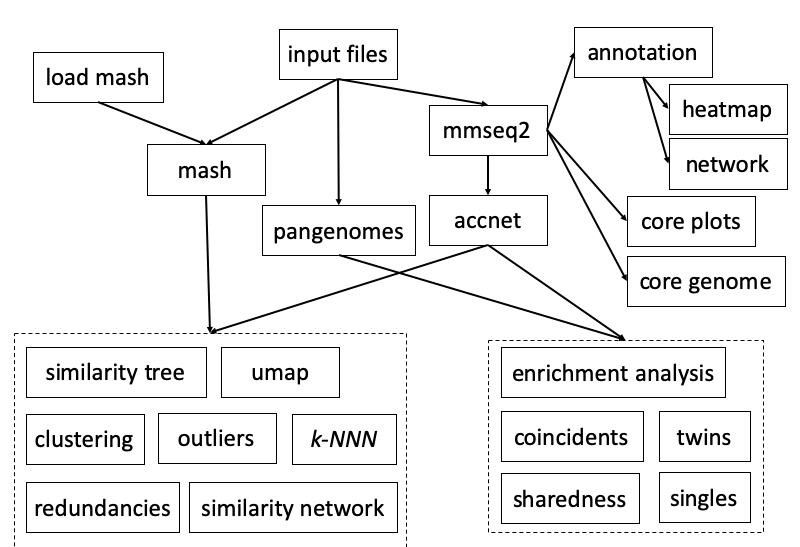 input files
annotation
load mash
heatmap
mmseq2
mash
network
pangenomes
accnet
core plots
core genome
similarity tree
umap
clustering
outliers
k-NNN
redundancies
similarity network
enrichment analysis
coincidents
twins
sharedness
singles